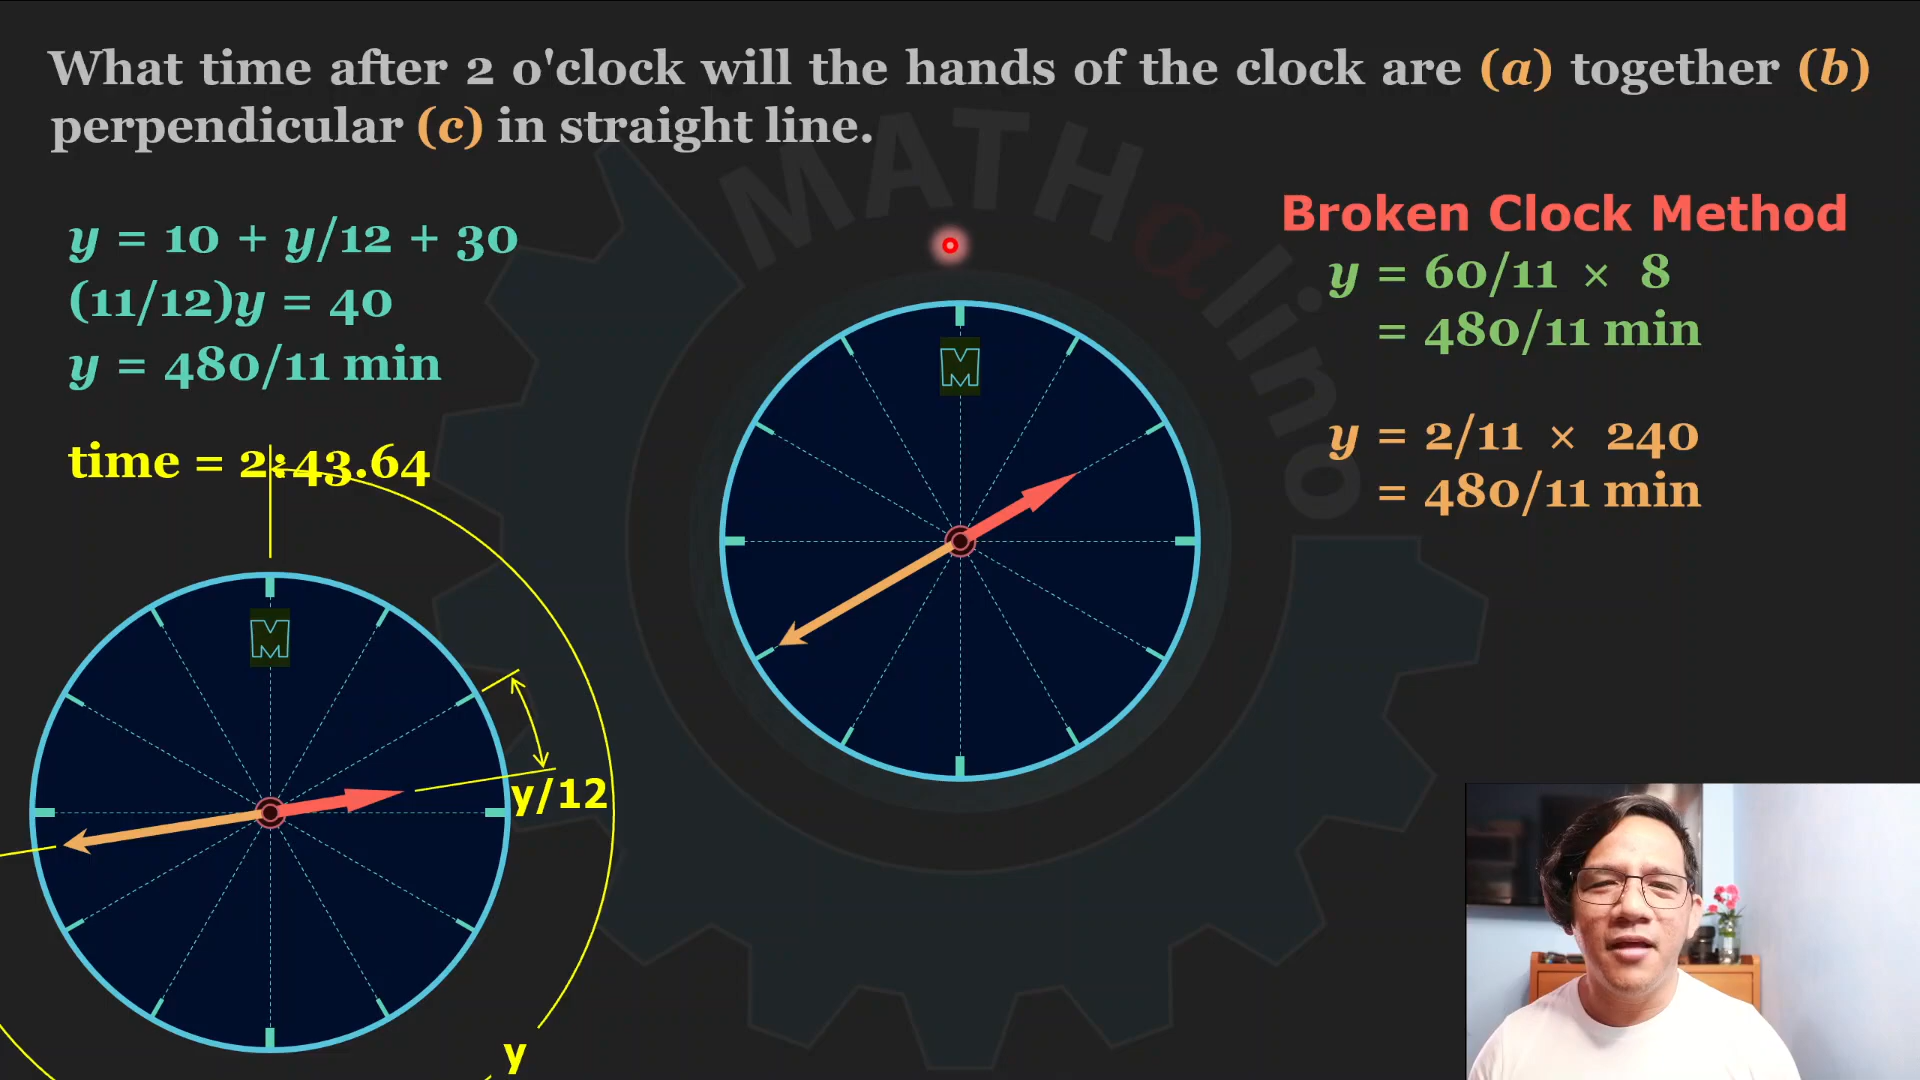 What time after 2 o'clock will the hands of the clock are (a) together (b)
perpendicular (c) in straight line.
y = 10 + y/12 + 30
(11/12)y = 40
y = 480/11 min
time = 2:43.64
M
y/12
y
MATHalino
M
Broken Clock Method
y = 60/11 × 8
= 480/11 min
y = 2/11 × 240
= 480/11 min